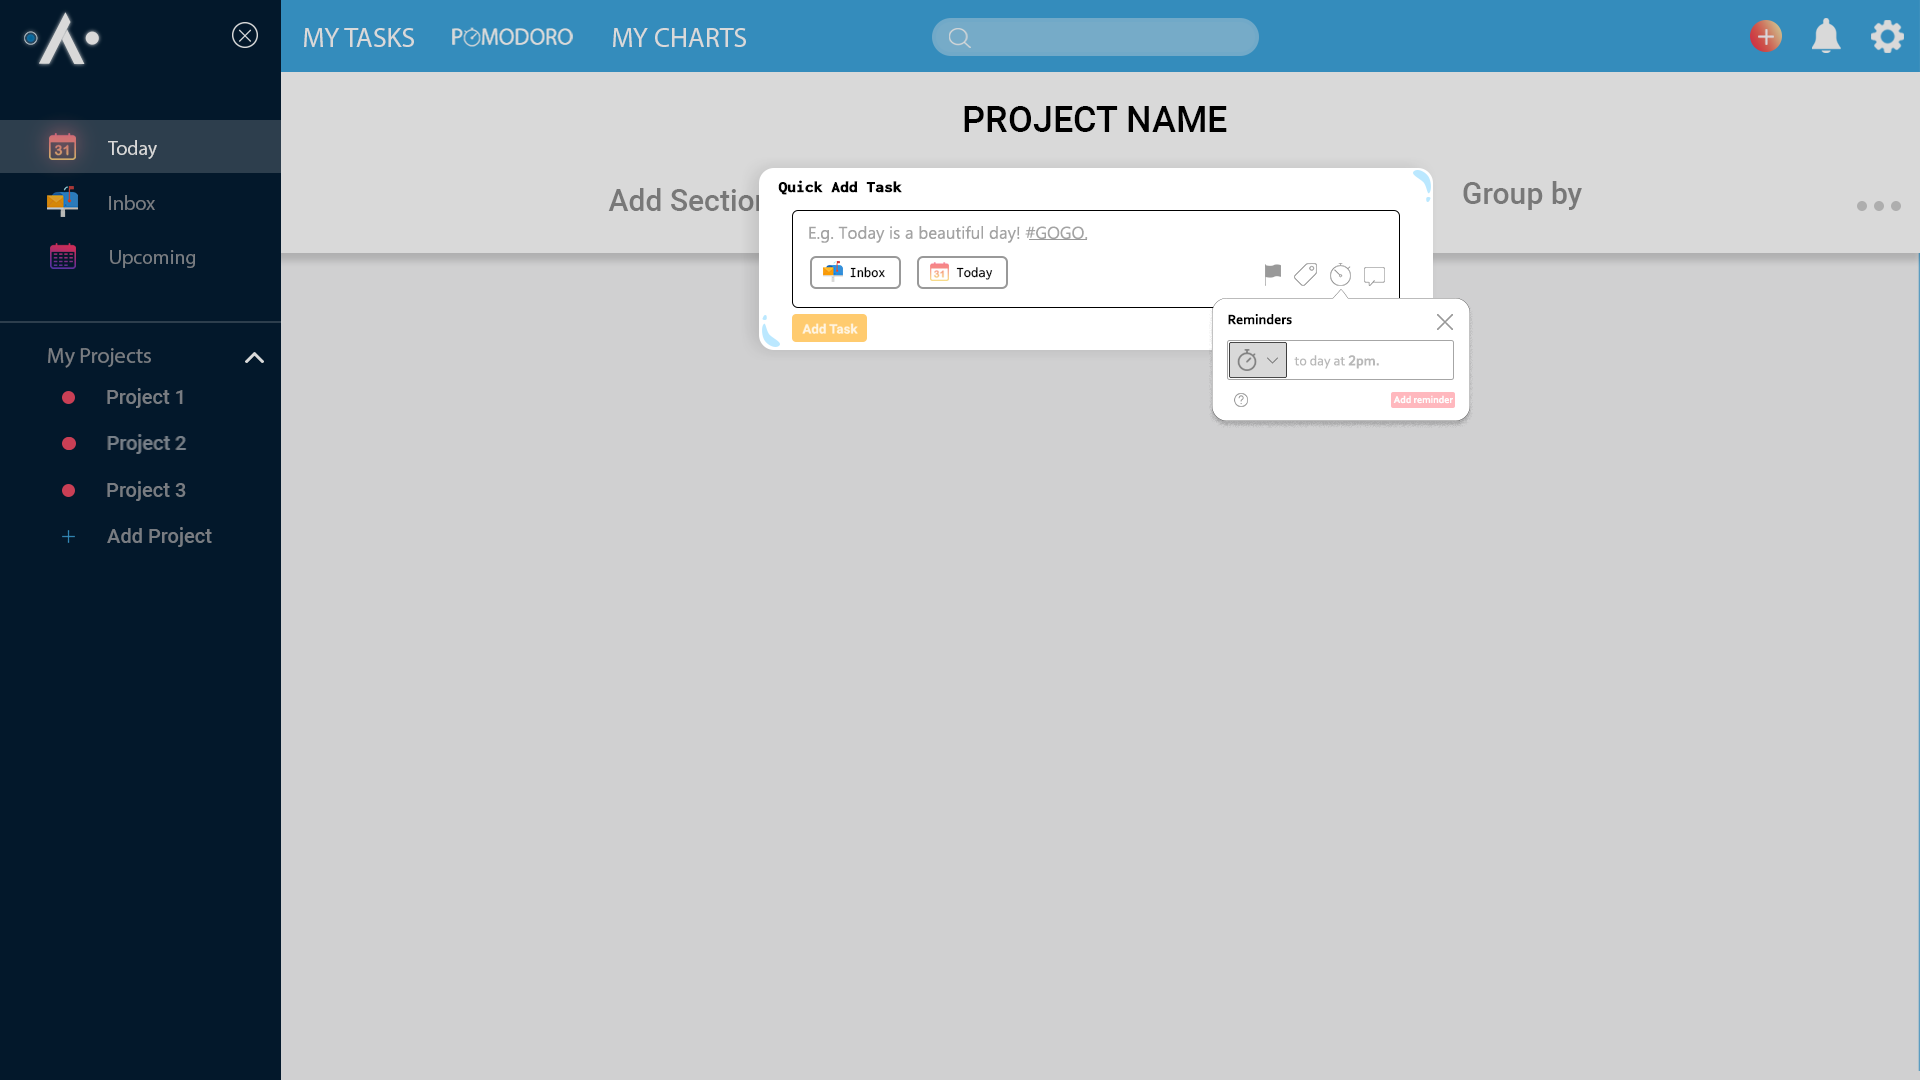 MY TASKS
POMODORO
MY CHARTS
31 Today
Inbox
Upcoming
My Projects
Project 1
Project 2
Project 3
+ Add Project
PROJECT NAME
Add Section
Group by
Quick Add Task
E.g. Today is a beautiful day! #GOGO.
Inbox
31 Today
Add Task
Reminders
to day at 2pm.
? Add reminder